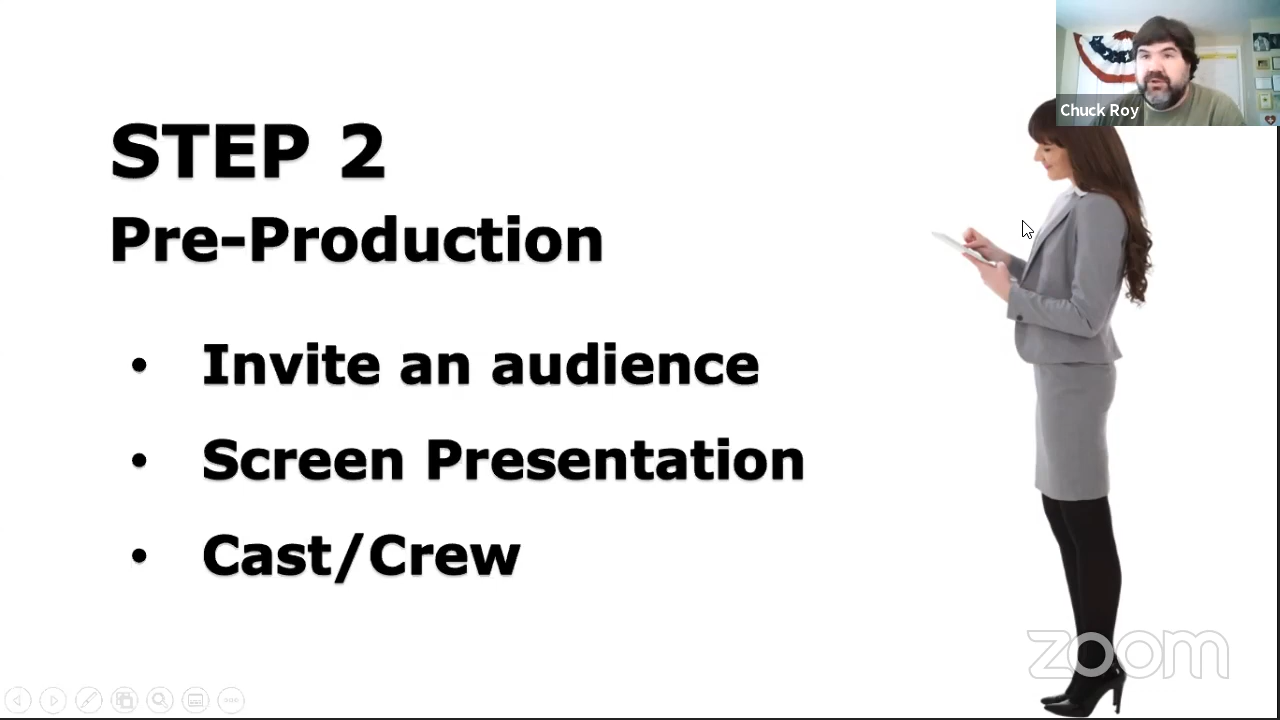 Chuck Roy
STEP 2
Pre-Production
• Invite an audience
• Screen Presentation
• Cast/Crew
zoom